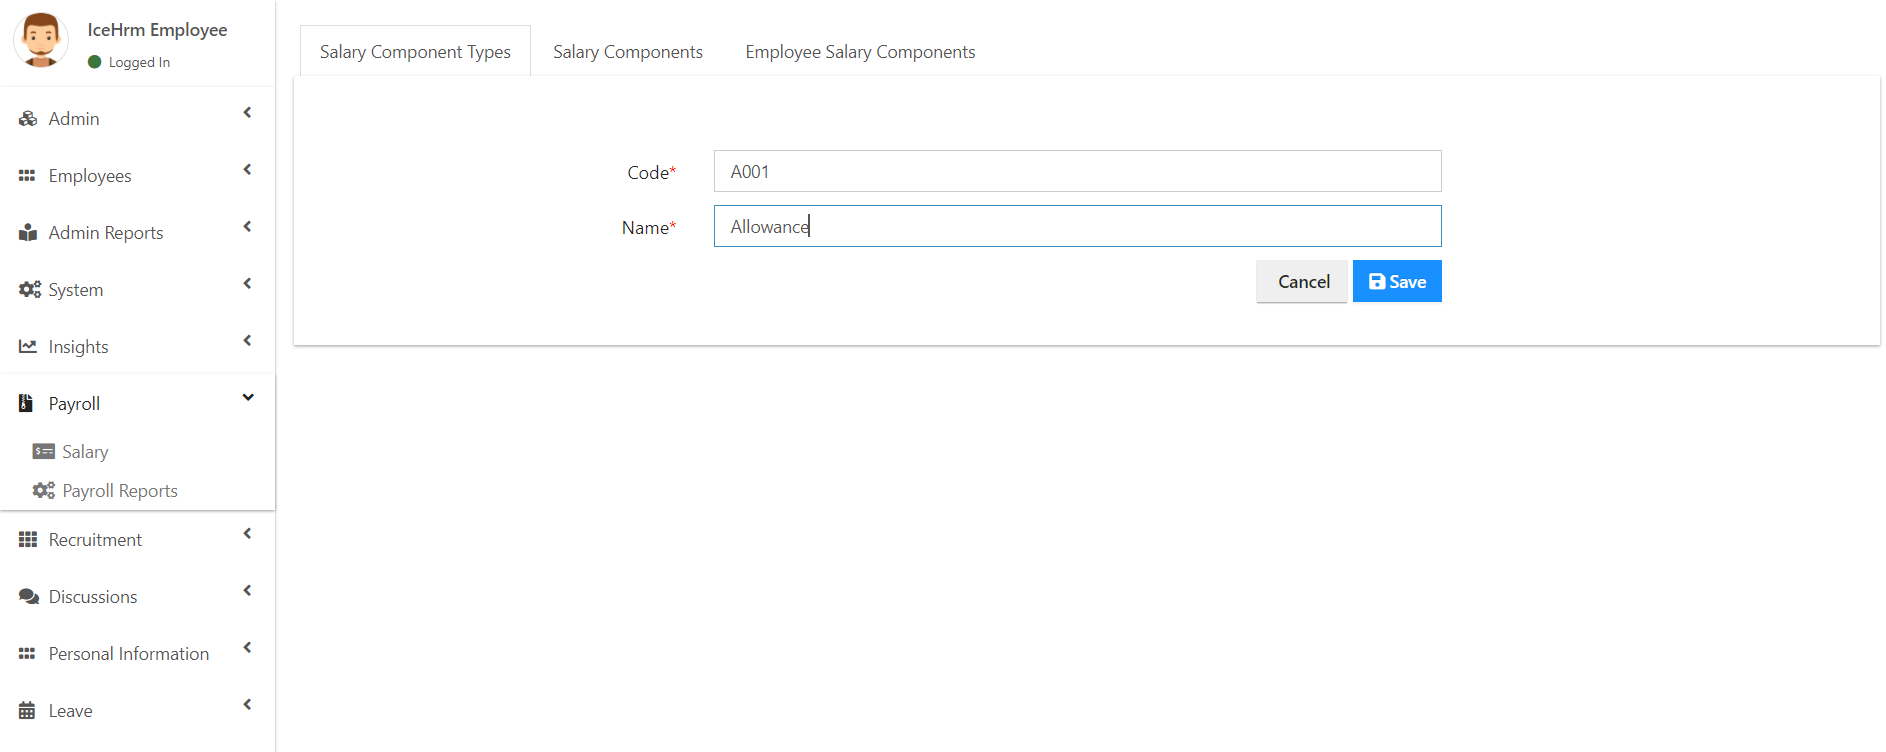 IceHrm Employee
Logged In
Admin
Employees
Admin Reports
System
Insights
Payroll
Salary
Payroll Reports
Recruitment
Discussions
Personal Information
Leave
Salary Component Types
Salary Components
Employee Salary Components
Code*
A001
Name*
Allowance
Cancel
Save